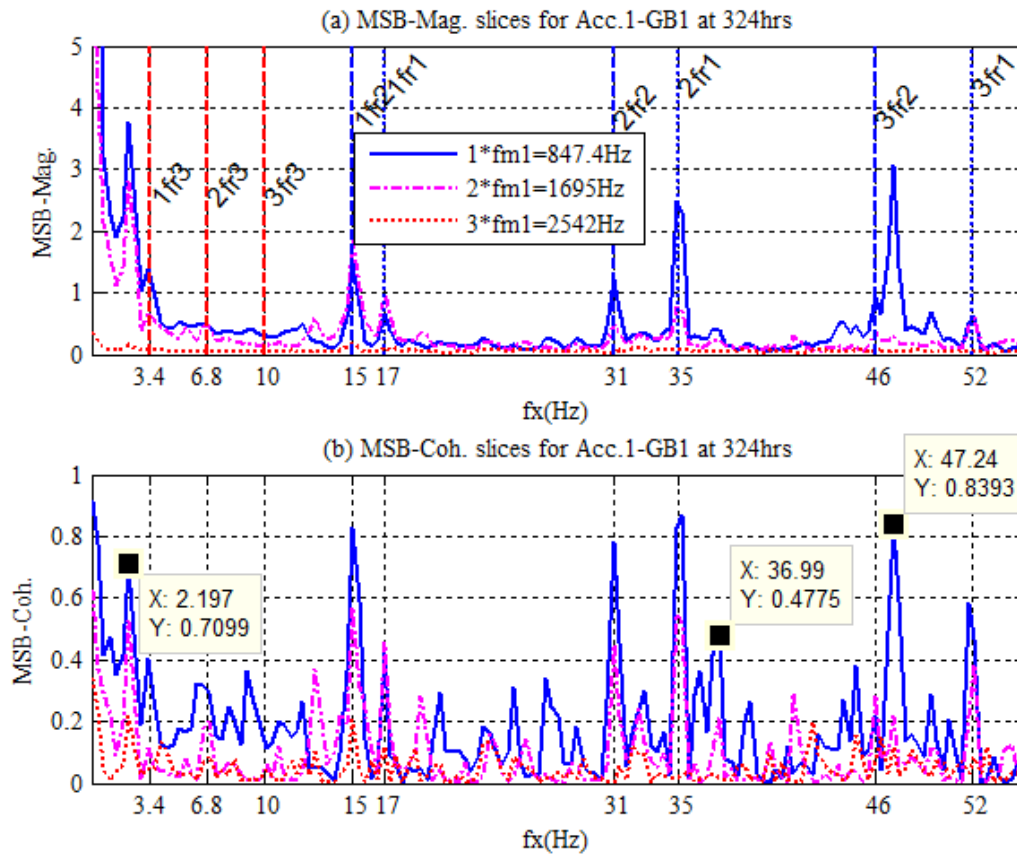 (a) MSB-Mag. slices for Acc.1-GB1 at 324hrs
5
4
3
2
1
0
MSB-Mag.
1fr3
2fr3
3fr3
1fr2
1fr1
2fr2
2fr1
3fr2
3fr1
1*fm1=847.4Hz
2*fm1=1695Hz
3*fm1=2542Hz
3.4 6.8 10 15 17 31 35 46 52
fx(Hz)
(b) MSB-Coh. slices for Acc.1-GB1 at 324hrs
1
0.8
0.6
0.4
0.2
0
MSB-Coh.
X: 2.197
Y: 0.7099
X: 36.99
Y: 0.4775
X: 47.24
Y: 0.8393
3.4 6.8 10 15 17 31 35 46 52
fx(Hz)